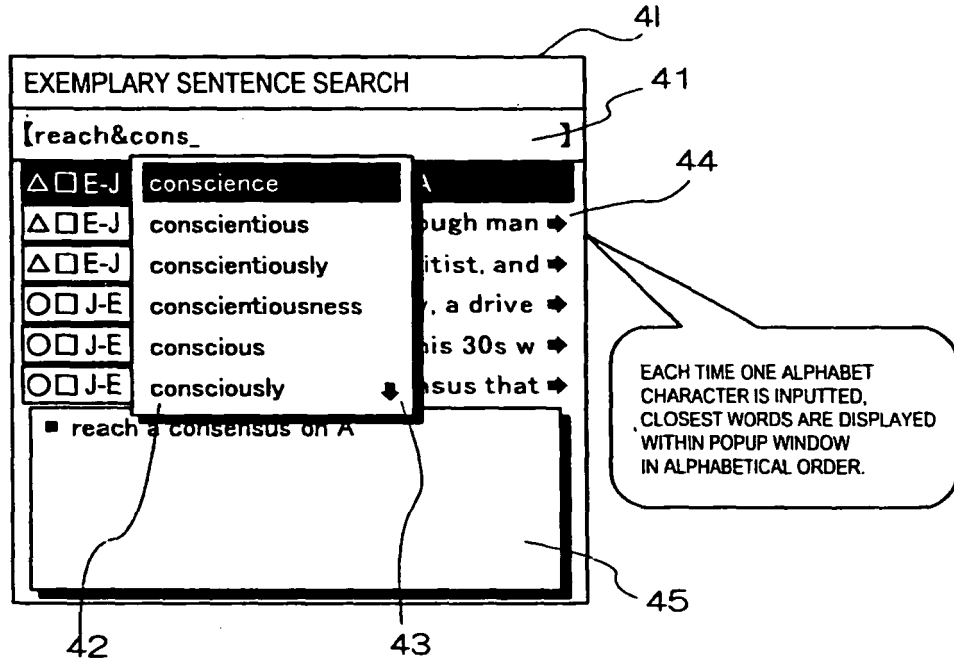 41
EXEMPLARY SENTENCE SEARCH
41
【reach&cons_】
△□E-J conscience A
44
△□E-J conscientious ough man ➡
△□E-J conscientiously itist, and ➡
○□J-E conscientiousness , a drive ➡
○□J-E conscious his 30s w ➡
○□J-E consciously ⬇ nsus that ➡
■ reach a consensus on A
EACH TIME ONE ALPHABET
CHARACTER IS INPUTTED,
CLOSEST WORDS ARE DISPLAYED
WITHIN POPUP WINDOW
IN ALPHABETICAL ORDER.
45
42 43